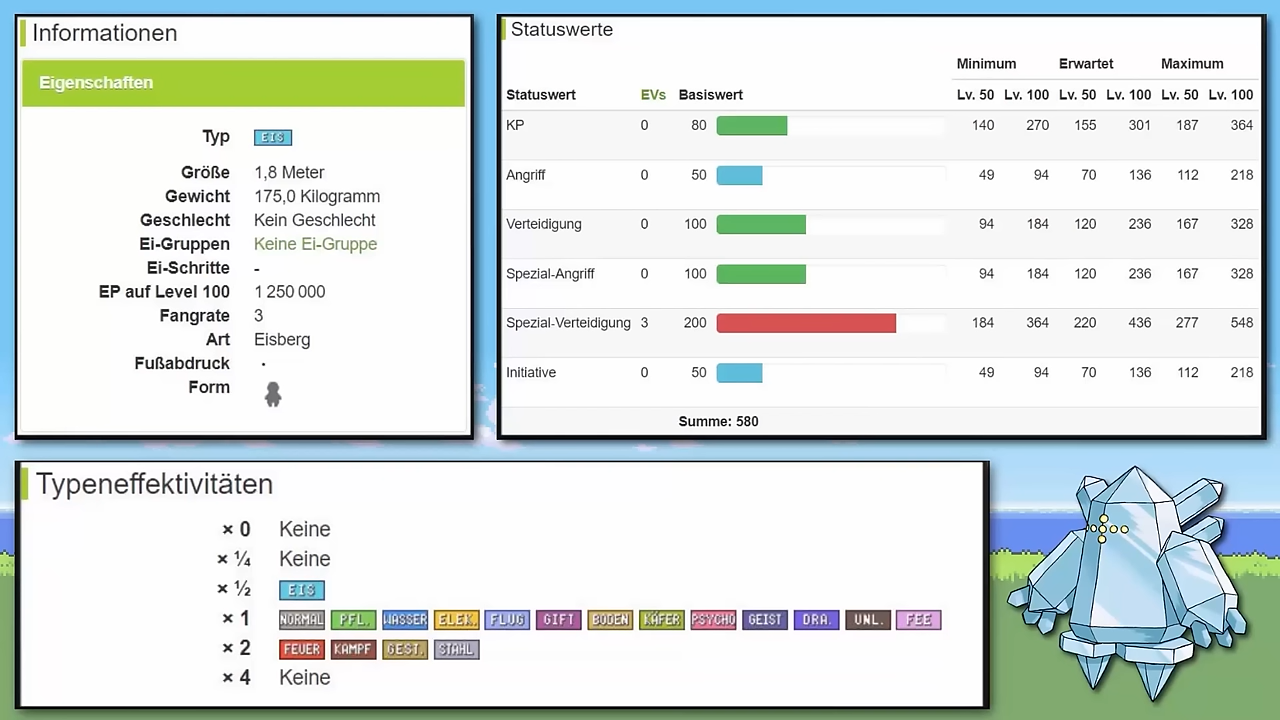 Informationen
Eigenschaften
Typ EIS
Größe 1,8 Meter
Gewicht 175,0 Kilogramm
Geschlecht Kein Geschlecht
Ei-Gruppen Keine Ei-Gruppe
Ei-Schritte -
EP auf Level 100 1 250 000
Fangrate 3
Art Eisberg
Fußabdruck
Form
Statuswerte
Minimum Erwartet Maximum
Statuswert EVs Basiswert Lv. 50 Lv. 100 Lv. 50 Lv. 100 Lv. 50 Lv. 100
KP 0 80 140 270 155 301 187 364
Angriff 0 50 49 94 70 136 112 218
Verteidigung 0 100 94 184 120 236 167 328
Spezial-Angriff 0 100 94 184 120 236 167 328
Spezial-Verteidigung 3 200 184 364 220 436 277 548
Initiative 0 50 49 94 70 136 112 218
Summe: 580
Typeneffektivitäten
× 0 Keine
× ¼ Keine
× ½ EIS
× 1 NORMAL PFL. WASSER ELEK. FLUG GIFT BODEN KÄFER PSYCHO GEIST DRA. UNL. FEE
× 2 FEUER KAMPF GEST. STAHL
× 4 Keine